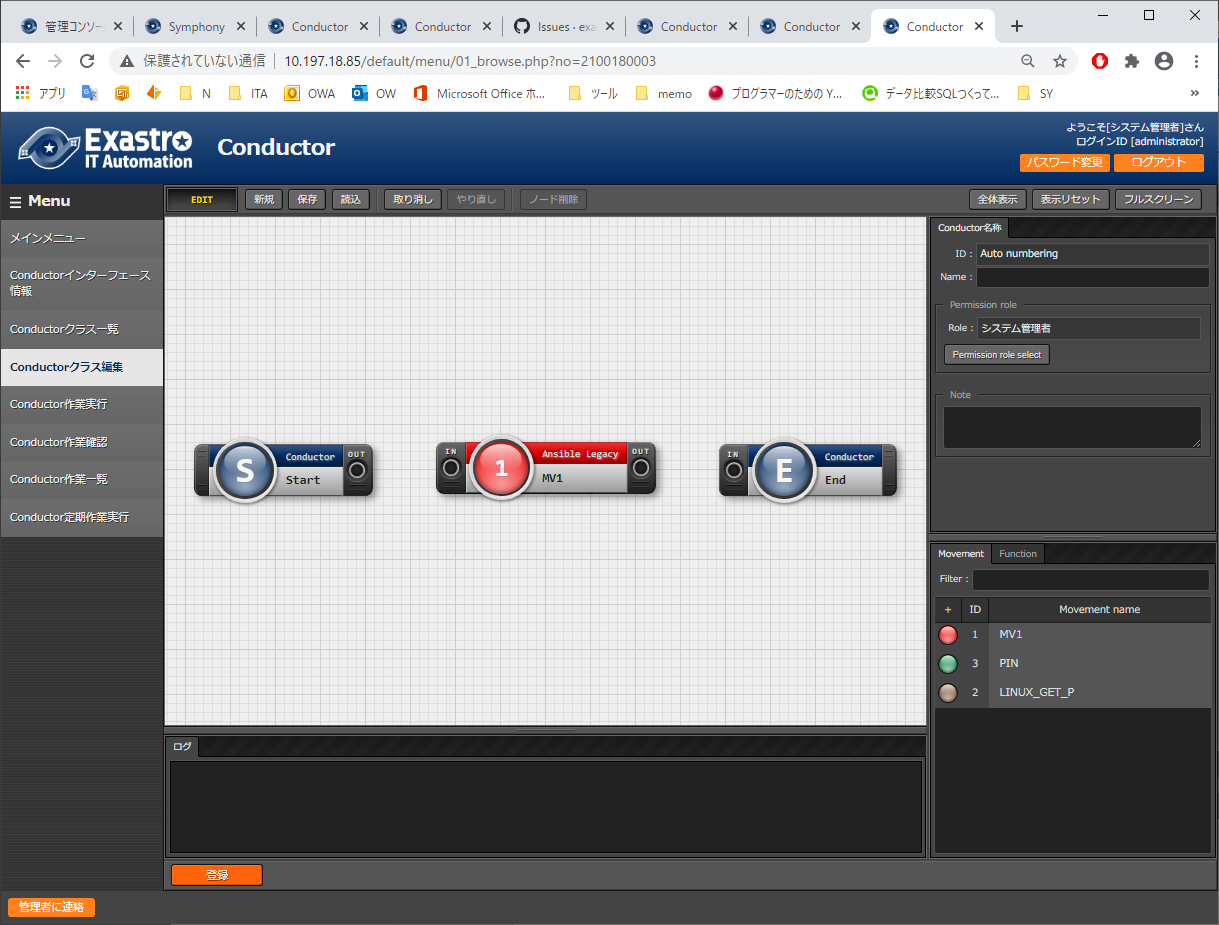 管理コンソー
Symphony
Conductor
Conductor
Issues · exa
Conductor
Conductor
Conductor
保護されていない通信
10.197.18.85/default/menu/01_browse.php?no=2100180003
アプリ
N
ITA
OWA
OW
Microsoft Office ホ...
ツール
memo
プログラマーのための Y...
データ比較SQLつくって...
SY
»
Exastro
IT Automation
Conductor
ようこそ[システム管理者]さん
ログインID [administrator]
パスワード変更
ログアウト
Menu
メインメニュー
Conductorインターフェース
情報
Conductorクラス一覧
Conductorクラス編集
Conductor作業実行
Conductor作業確認
Conductor作業一覧
Conductor定期作業実行
EDIT
新規
保存
読込
取り消し
やり直し
ノード削除
全体表示
表示リセット
フルスクリーン
S
Conductor
Start
OUT
IN
1
Ansible Legacy
MV1
OUT
IN
E
Conductor
End
Conductor名称
ID :
Auto numbering
Name :
Permission role
Role :
システム管理者
Permission role select
Note
Movement
Function
Filter :
+
ID
Movement name
1
MV1
3
PIN
2
LINUX_GET_P
ログ
登録
管理者に連絡